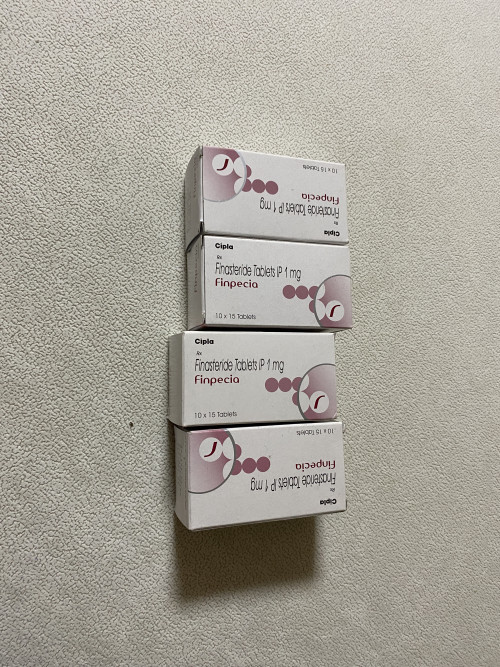 10 x 15 Tablets
Finpecia
Finasteride Tablets IP 1 mg
Rx
Cipla
Cipla
Rx
Finasteride Tablets IP 1 mg
Finpecia
10 x 15 Tablets
Cipla
Rx
Finasteride Tablets IP 1 mg
Finpecia
10 x 15 Tablets
10 x 15 Tablets
Finpecia
Finasteride Tablets IP 1 mg
Rx
Cipla